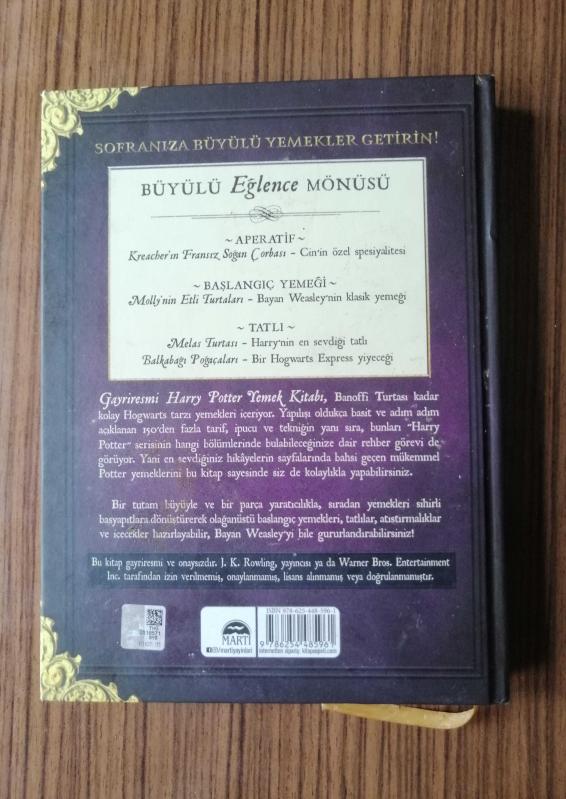 SOFRANIZA BÜYÜLÜ YEMEKLER GETİRİN!
BÜYÜLÜ Eğlence MÖNÜSÜ
~ APERATİF ~
Kreacher'ın Fransız Soğan Çorbası – Cin'in özel spesiyalitesi
~ BAŞLANGIÇ YEMEĞİ ~
Molly'nin Etli Turtaları – Bayan Weasley'nin klasik yemeği
~ TATLI ~
Melas Turtası – Harry'nin en sevdiği tatlı
Balkabağı Poğaçaları – Bir Hogwarts Express yiyeceği
Gayriresmi Harry Potter Yemek Kitabı, Banoffi Turtası kadar
kolay Hogwarts tarzı yemekleri içeriyor. Yapılışı oldukça basit ve adım adım
açıklanan 150'den fazla tarif, ipucu ve tekniğin yanı sıra, bunları "Harry
Potter" serisinin hangi bölümlerinde bulabileceğinize dair rehber görevi de
görüyor. Yani en sevdiğiniz hikâyelerin sayfalarında bahsi geçen mükemmel
Potter yemeklerini bu kitap sayesinde siz de kolaylıkla yapabilirsiniz.
Bir tutam büyüyle ve bir parça yaratıcılıkla, sıradan yemekleri sihirli
başyapıtlara dönüştürerek olağanüstü başlangıç yemekleri, tatlılar, atıştırmalıklar
ve içecekler hazırlayabilir, Bayan Weasley'yi bile gururlandırabilirsiniz!
Bu kitap gayriresmi ve onaysızdır. J. K. Rowling, yayıncısı ya da Warner Bros. Entertainment
Inc. tarafından izin verilmemiş, onaylanmamış, lisans alınmamış veya doğrulanmamıştır.
MARTI
/martiyayinlari
ISBN 978-625-448-596-1
9 786254 485961
internetten sipariş: kitapsepeti.com